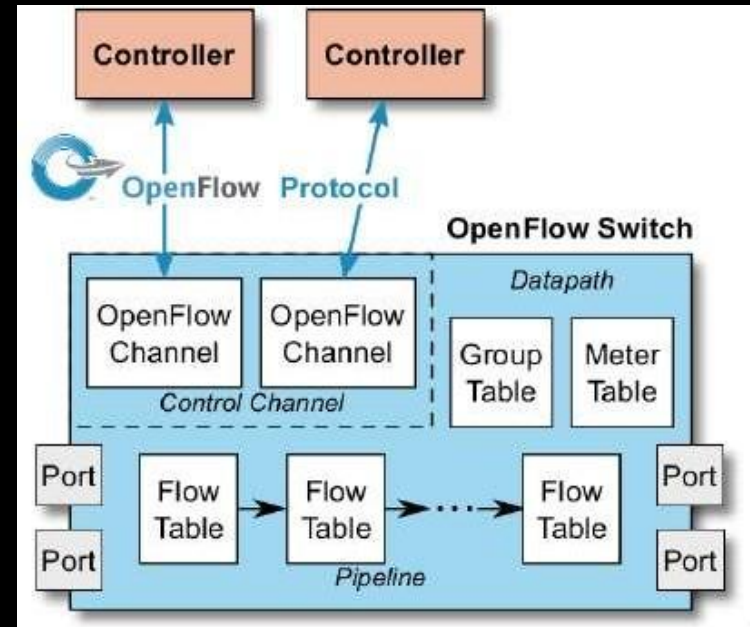 Controller
Controller
OpenFlow Protocol
OpenFlow Switch
OpenFlow
Channel
OpenFlow
Channel
Control Channel
Datapath
Group
Table
Meter
Table
Port
Port
Flow
Table
Flow
Table
...
Flow
Table
Pipeline
Port
Port